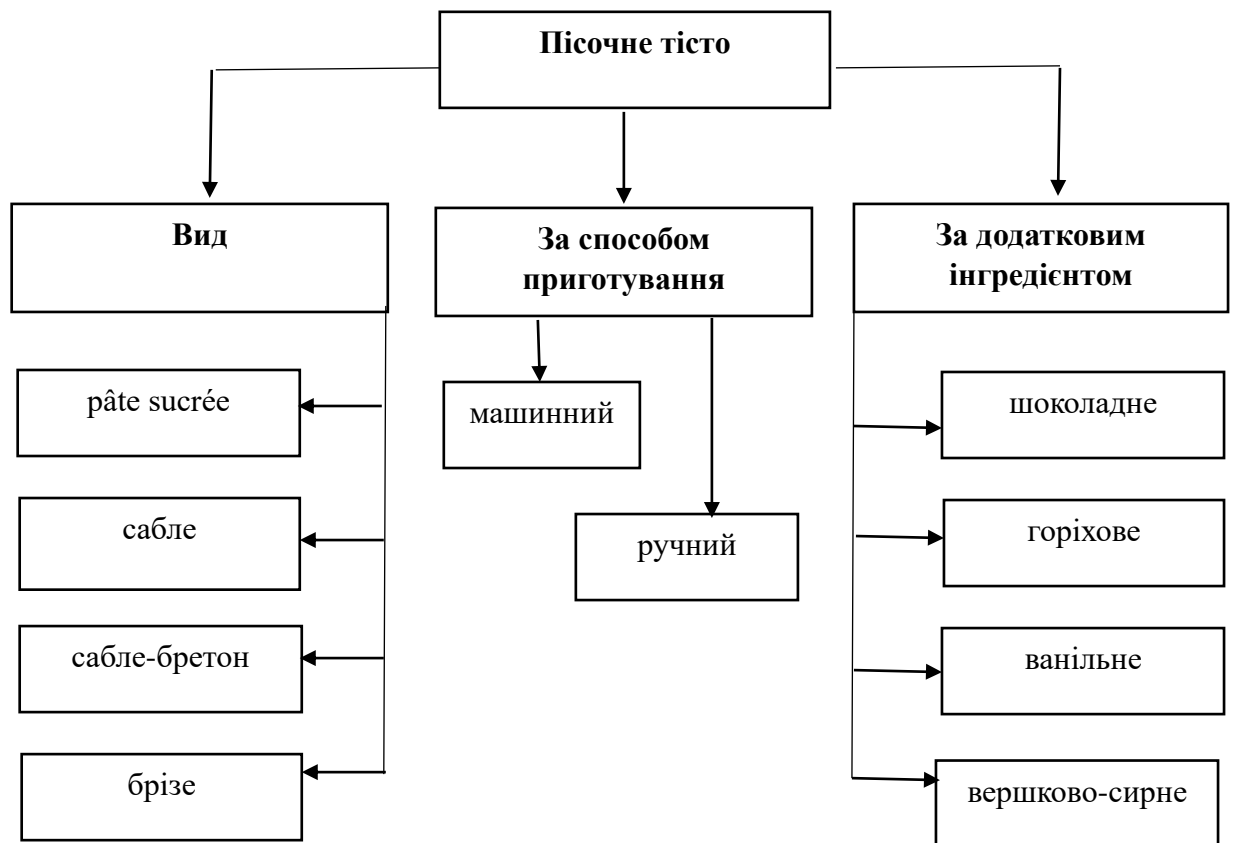 Пісочне тісто
Вид
pâte sucrée
сабле
сабле-бретон
брізе
За способом
приготування
машинний
ручний
За додатковим
інгредієнтом
шоколадне
горіхове
ванільне
вершково-сирне